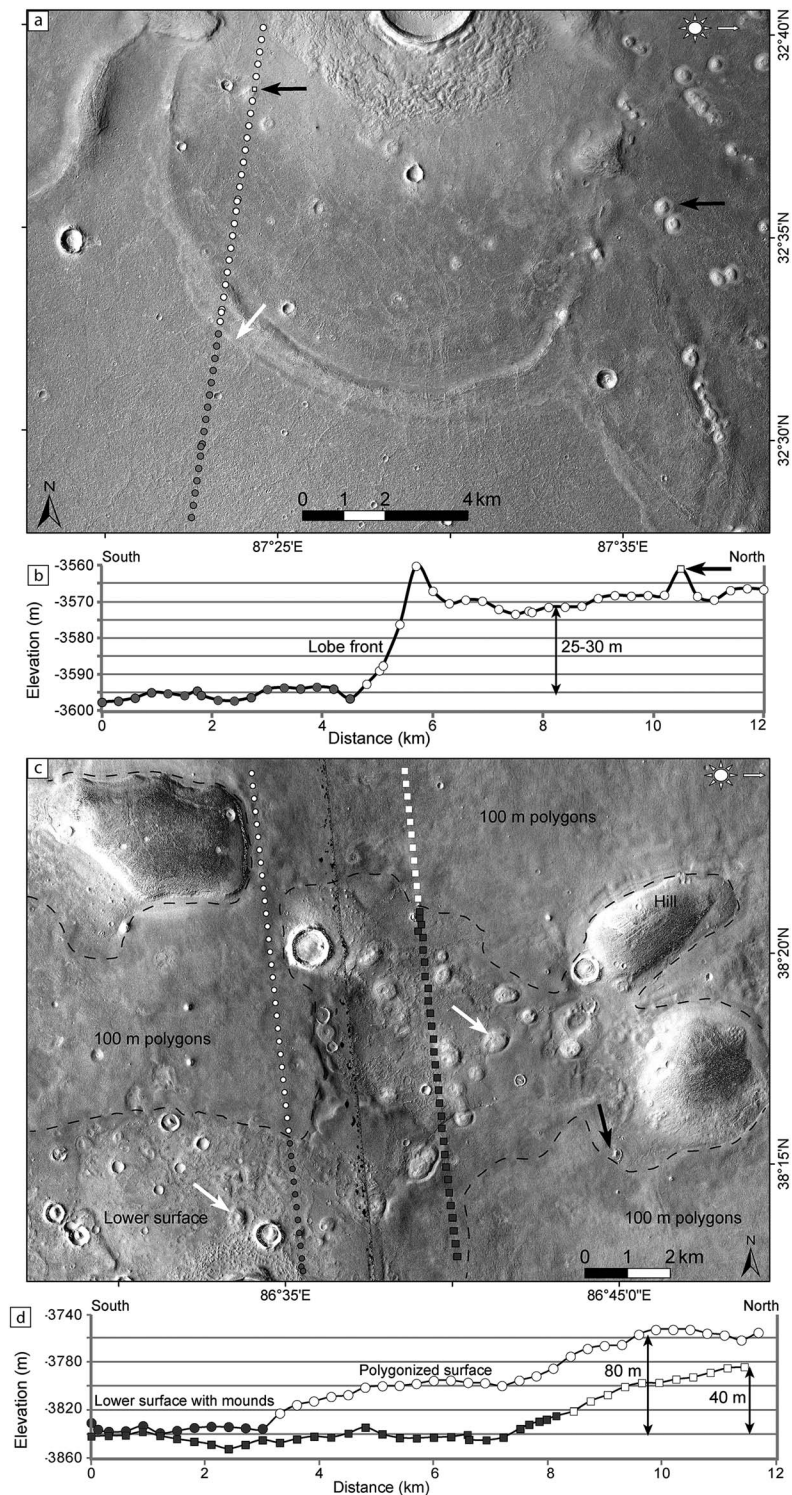 a
32°40'N
32°35'N
32°30'N
N
0 1 2 4 km
87°25'E 87°35'E
b
South North
-3560
-3570
-3580
-3590
-3600
Elevation (m)
Lobe front
25-30 m
0 2 4 6 8 10 12
Distance (km)
c
100 m polygons
Hill
38°20'N
100 m polygons
38°15'N
Lower surface
100 m polygons
N
0 1 2 km
86°35'E 86°45'0"E
d
South North
-3740
-3780
-3820
-3860
Elevation (m)
Polygonized surface
80 m
Lower surface with mounds
40 m
0 2 4 6 8 10 12
Distance (km)